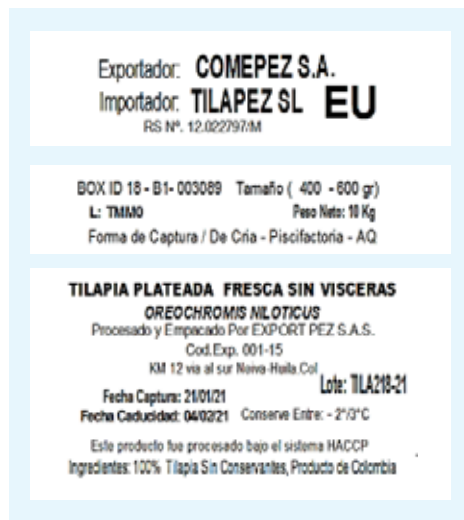 Exportador: COMEPEZ S.A.
Importador: TILAPEZ SL EU
RS Nº. 12.022797/M
BOX ID 18 - B1- 003089 Tamaño ( 400 - 600 gr)
L: TMM0 Peso Neto: 10 Kg
Forma de Captura / De Cria - Piscifactoria - AQ
TILAPIA PLATEADA FRESCA SIN VISCERAS
OREOCHROMIS NILOTICUS
Procesado y Empacado Por EXPORT PEZ S.A.S.
Cod.Exp. 001-15
KM 12 via al sur Neiva-Huila.Col
Lote: TILA218-21
Fecha Captura: 21/01/21
Fecha Caducidad: 04/02/21 Conserve Entre: - 2°/3°C
Este producto fue procesado bajo el sistema HACCP
Ingredientes: 100% Tilapia Sin Conservantes, Producto de Colombia